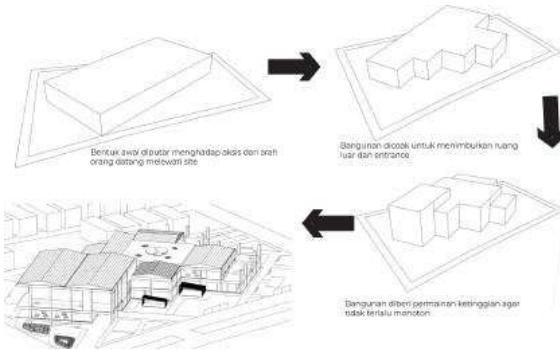 Bentuk awal diputar menghadap aksis dari arah
orang datang melewati site
Bangunan dicoak untuk menimbulkan ruang
luar dan entrance
Bangunan diberi permainan ketinggian agar
tidak terlalu monoton